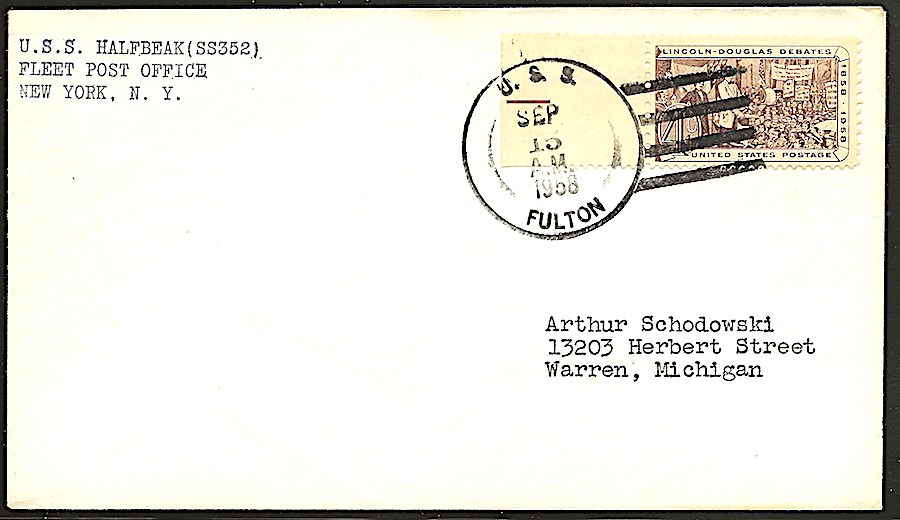 U.S.S. HALFBEAK(SS352)
FLEET POST OFFICE
NEW YORK, N. Y.
U. S. S.
SEP
15
A.M.
1958
FULTON
LINCOLN-DOUGLAS DEBATES
1858 · 1958
UNITED STATES POSTAGE
Arthur Schodowski
13203 Herbert Street
Warren, Michigan